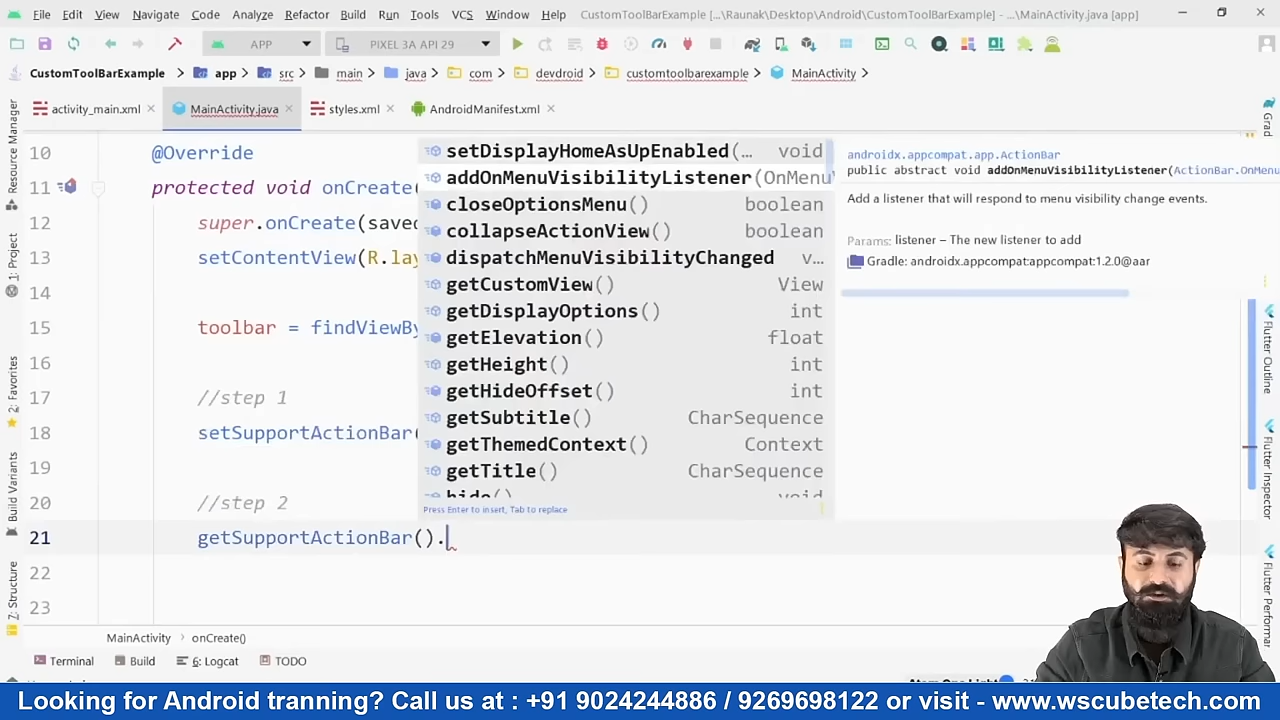 File Edit View Navigate Code Analyze Refactor Build Run Tools VCS Window Help CustomToolBarExample [...\Raunak\Desktop\Android\CustomToolBarExample] - ...\MainActivity.java [app]
APP PIXEL 3A API 29
CustomToolBarExample app src main java com devdroid customtoolbarexample MainActivity
activity_main.xml MainActivity.java styles.xml AndroidManifest.xml
10 @Override
11 protected void onCreate(
12 super.onCreate(saved
13 setContentView(R.lay
14
15 toolbar = findViewBy
16
17 //step 1
18 setSupportActionBar(
19
20 //step 2
21 getSupportActionBar().
22
23
setDisplayHomeAsUpEnabled(… void
addOnMenuVisibilityListener(OnMenuV
closeOptionsMenu() boolean
collapseActionView() boolean
dispatchMenuVisibilityChanged v…
getCustomView() View
getDisplayOptions() int
getElevation() float
getHeight() int
getHideOffset() int
getSubtitle() CharSequence
getThemedContext() Context
getTitle() CharSequence
hide() void
Press Enter to insert, Tab to replace
androidx.appcompat.app.ActionBar
public abstract void addOnMenuVisibilityListener(ActionBar.OnMenu
Add a listener that will respond to menu visibility change events.
Params: listener – The new listener to add
Gradle: androidx.appcompat:appcompat:1.2.0@aar
Resource Manager
1: Project
2: Favorites
Build Variants
7: Structure
Grad
Flutter Outline
Flutter Inspector
Flutter Performar
MainActivity onCreate()
Terminal Build 6: Logcat TODO
Looking for Android tranning? Call us at : +91 9024244886 / 9269698122 or visit - www.wscubetech.com